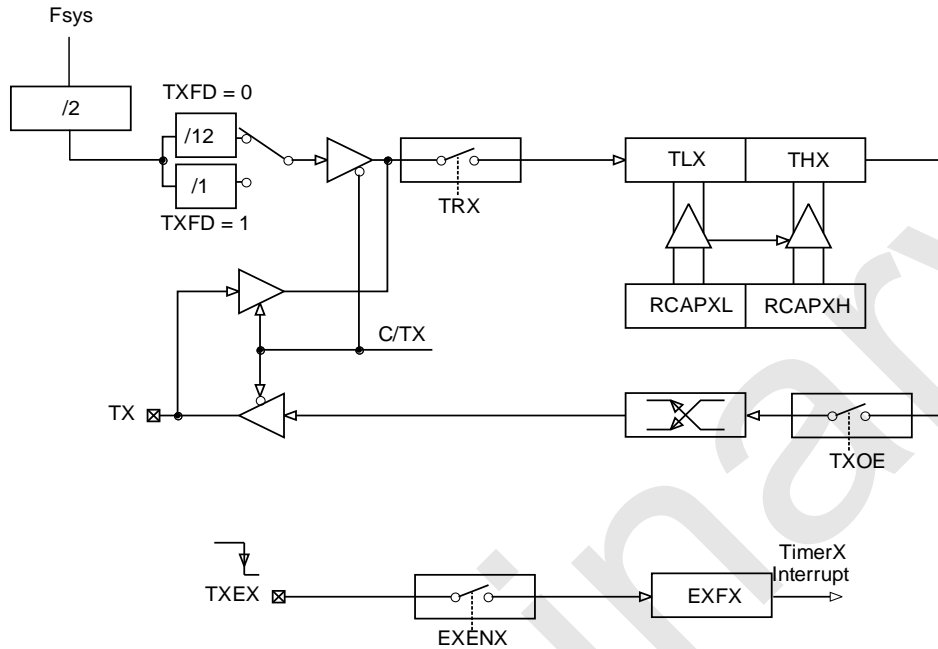 Fsys
/2
TXFD = 0
/12
/1
TXFD = 1
TRX
TLX
THX
RCAPXL
RCAPXH
C/TX
TX
TXOE
TXEX
EXENX
EXFX
TimerX
Interrupt